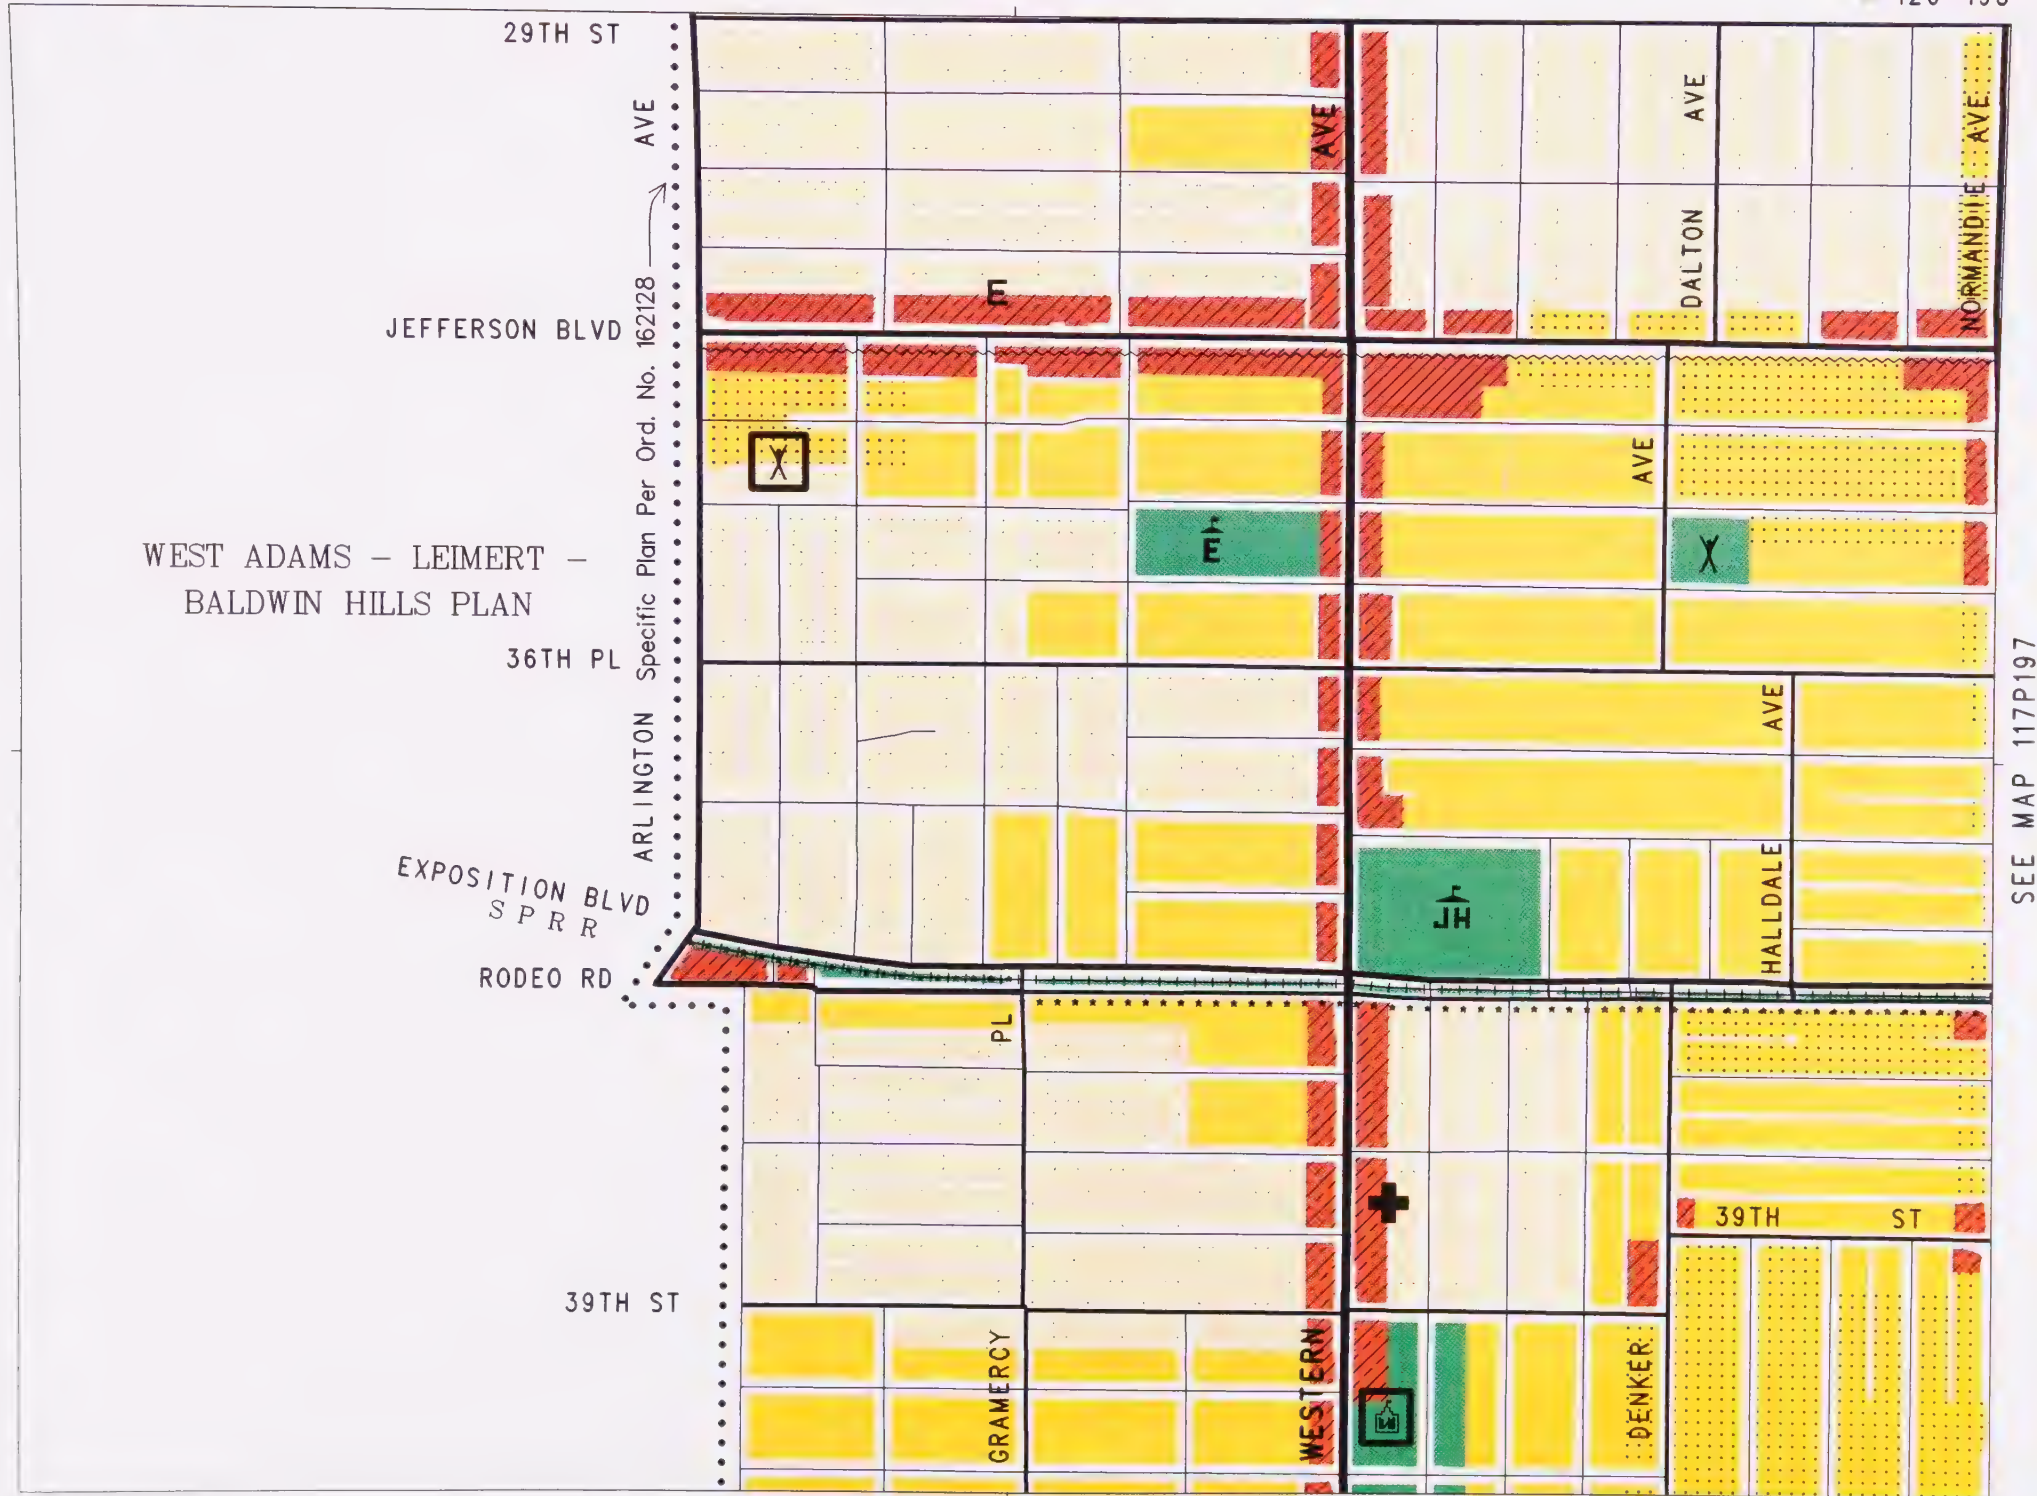 29TH ST
AVE
AVE
AVE
NORMANDIE AVE
DALTON
E
JEFFERSON BLVD
Specific Plan Per Ord. No. 162128
AVE
WEST ADAMS – LEIMERT –
BALDWIN HILLS PLAN
E
36TH PL
SEE MAP 117P197
ARLINGTON
AVE
HALLDALE
JH
EXPOSITION BLVD
S P R R
RODEO RD
PL
39TH ST
39TH ST
GRAMERCY
WESTERN
DENKER